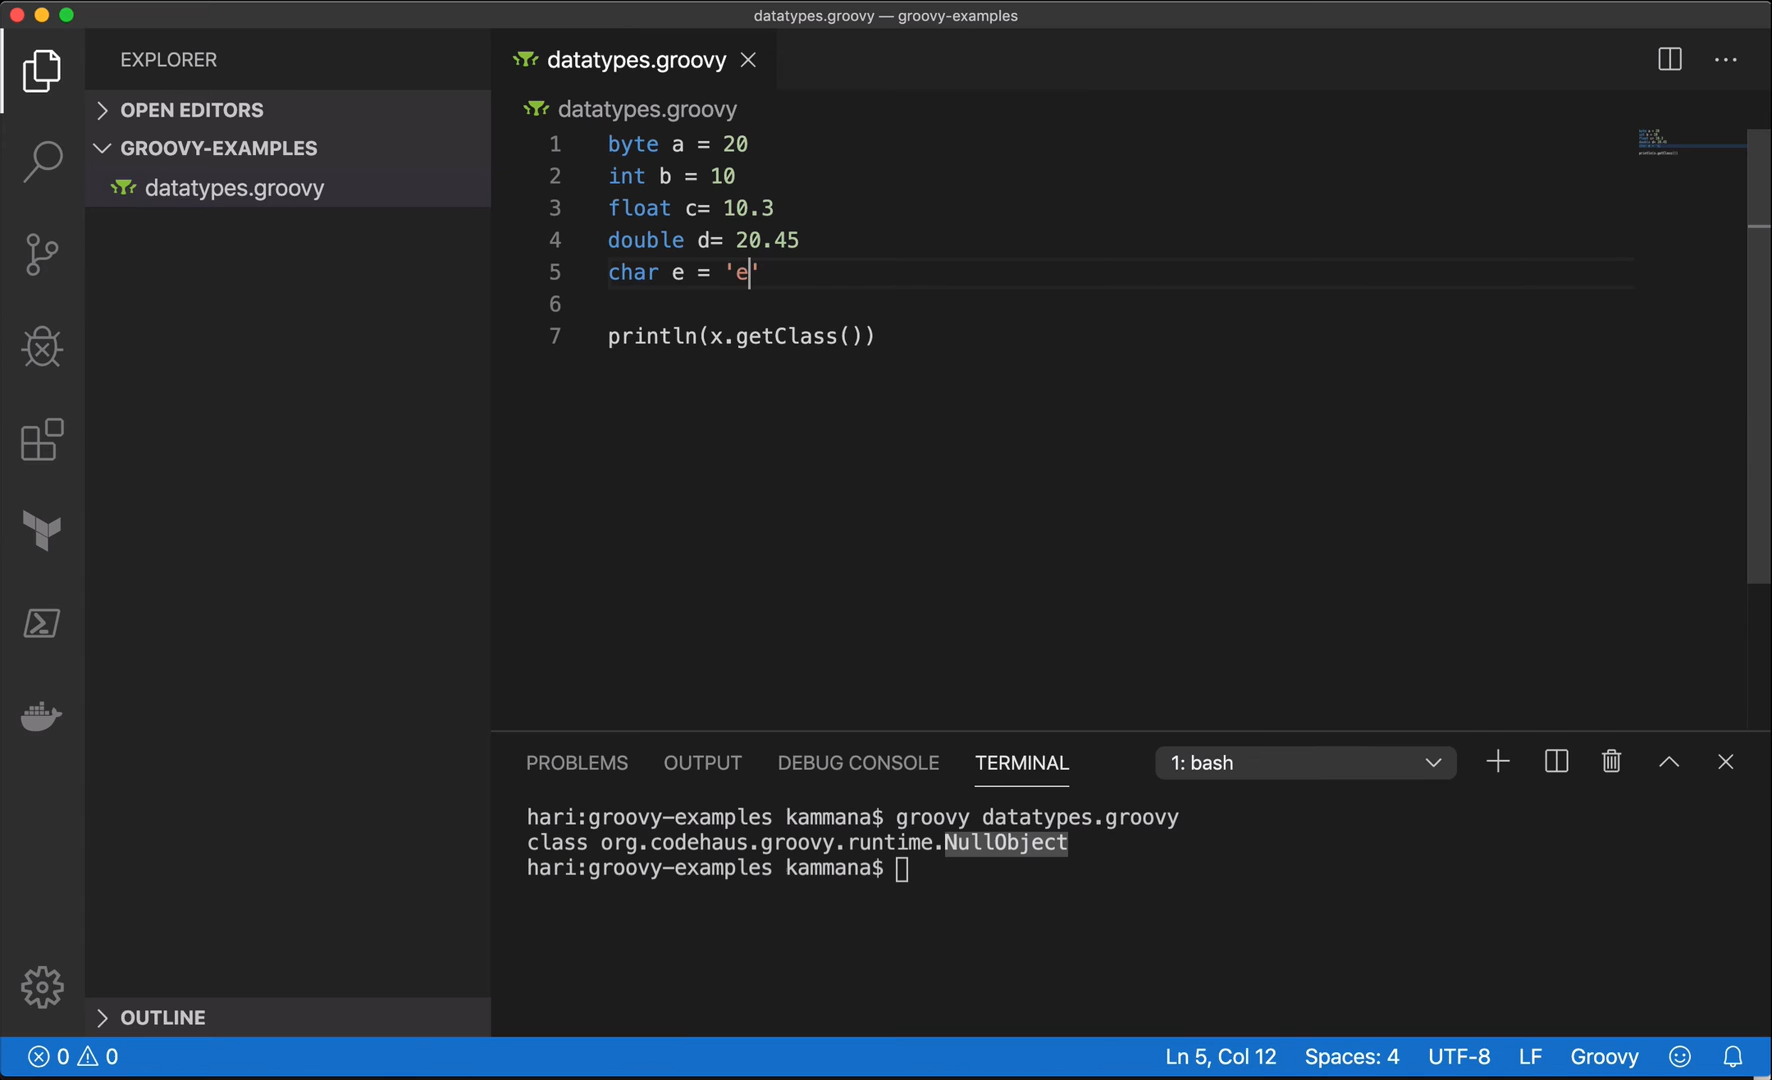 datatypes.groovy — groovy-examples
EXPLORER
OPEN EDITORS
GROOVY-EXAMPLES
datatypes.groovy
OUTLINE
datatypes.groovy
datatypes.groovy
1 byte a = 20
2 int b = 10
3 float c= 10.3
4 double d= 20.45
5 char e = 'e'
6
7 println(x.getClass())
PROBLEMS OUTPUT DEBUG CONSOLE TERMINAL 1: bash
hari:groovy-examples kammana$ groovy datatypes.groovy
class org.codehaus.groovy.runtime.NullObject
hari:groovy-examples kammana$
0 0 Ln 5, Col 12 Spaces: 4 UTF-8 LF Groovy